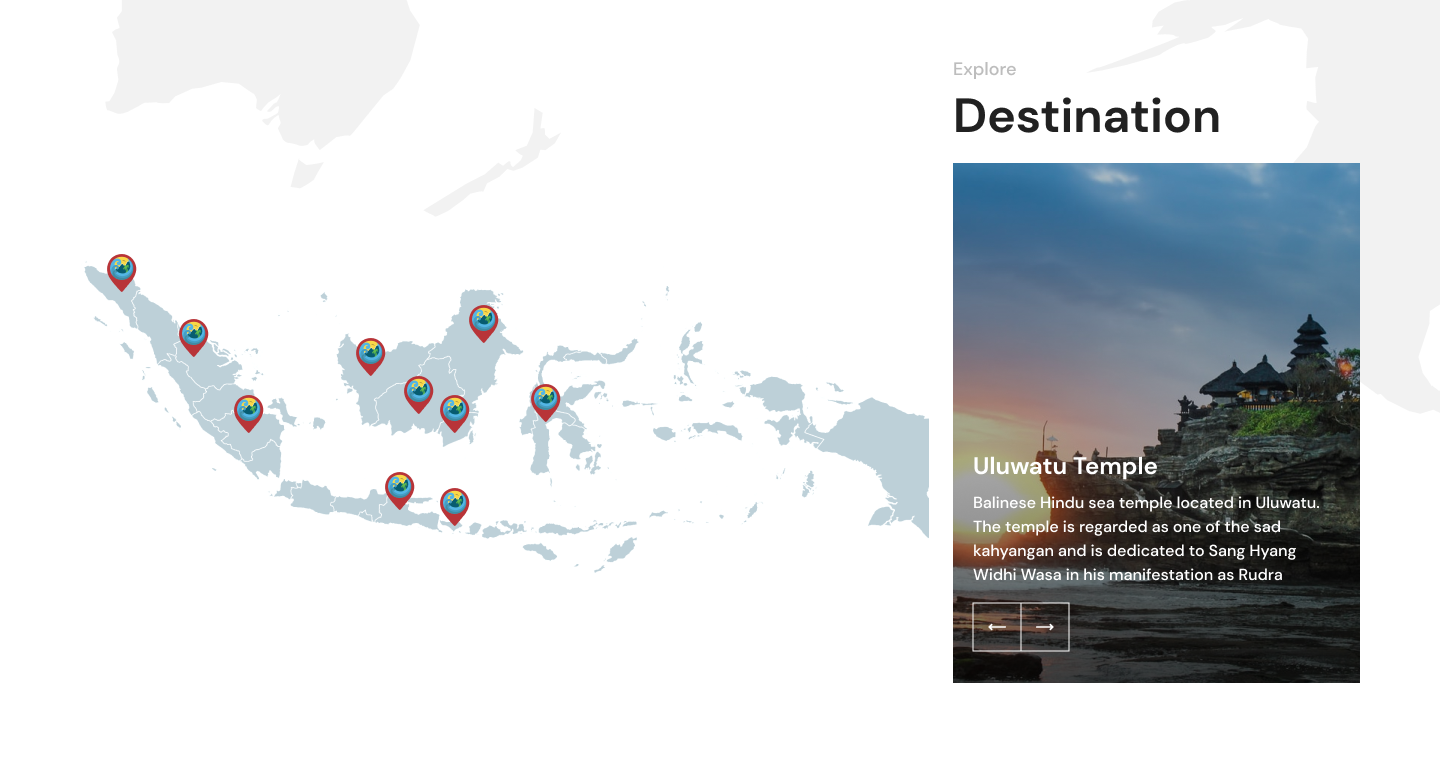 Explore
Destination
Uluwatu Temple
Balinese Hindu sea temple located in Uluwatu.
The temple is regarded as one of the sad
kahyangan and is dedicated to Sang Hyang
Widhi Wasa in his manifestation as Rudra